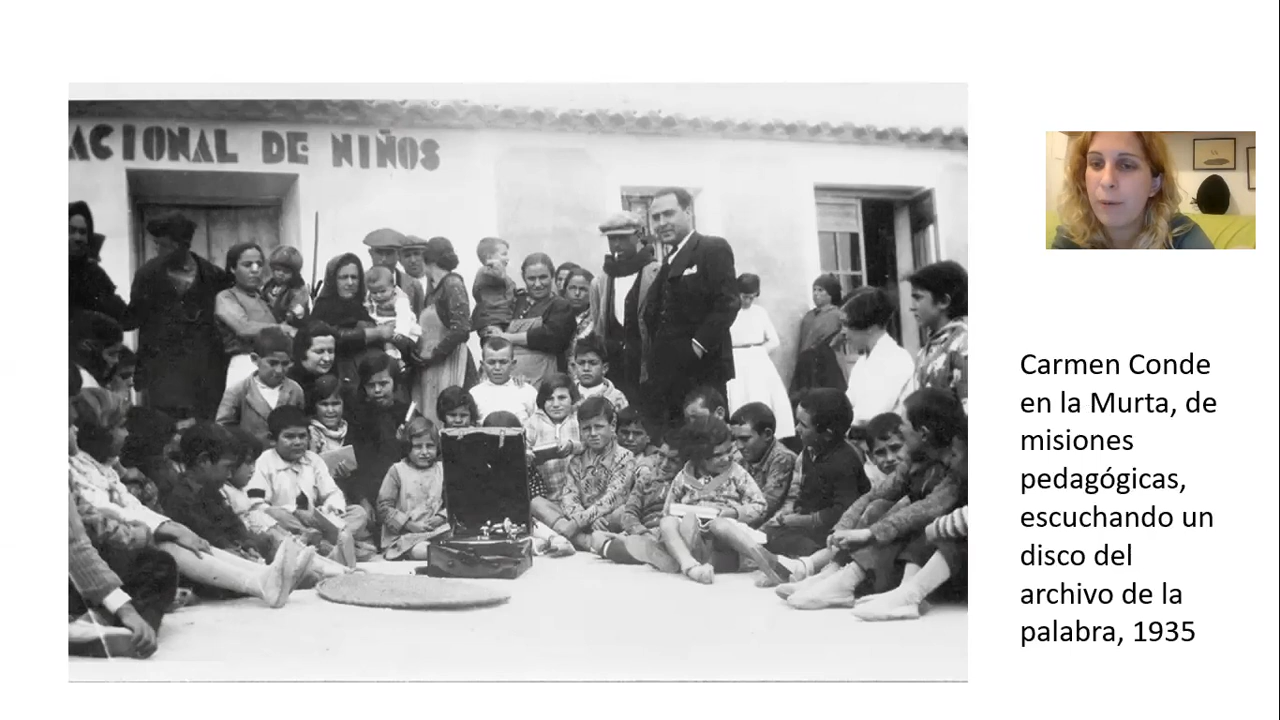 ACIONAL DE NIÑOS
Carmen Conde
en la Murta, de
misiones
pedagógicas,
escuchando un
disco del
archivo de la
palabra, 1935